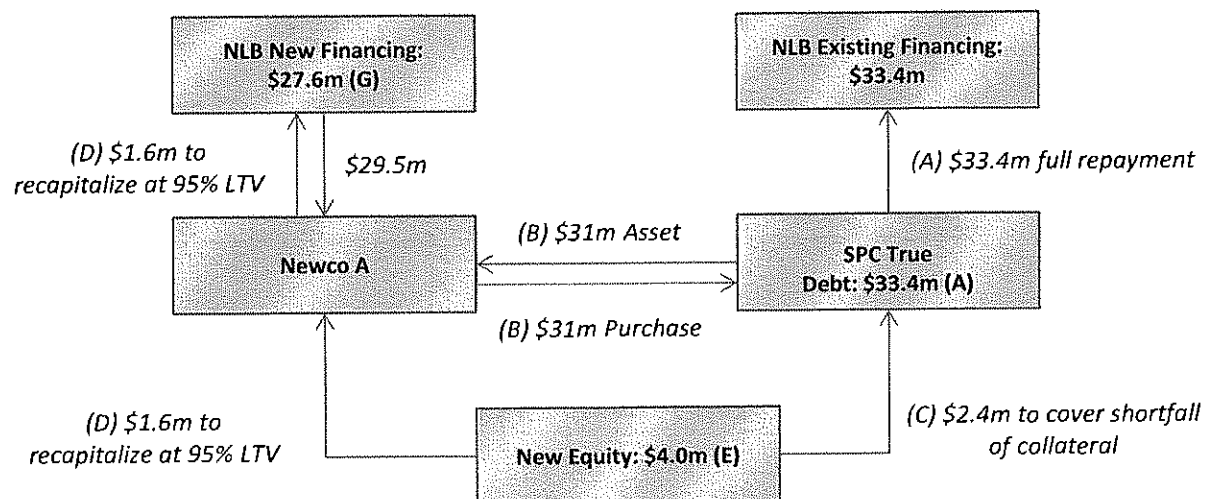 NLB New Financing:
$27.6m (G)
NLB Existing Financing:
$33.4m
(D) $1.6m to
recapitalize at 95% LTV
$29.5m
(A) $33.4m full repayment
(B) $31m Asset
Newco A
SPC True
Debt: $33.4m (A)
(B) $31m Purchase
(D) $1.6m to
recapitalize at 95% LTV
New Equity: $4.0m (E)
(C) $2.4m to cover shortfall
of collateral